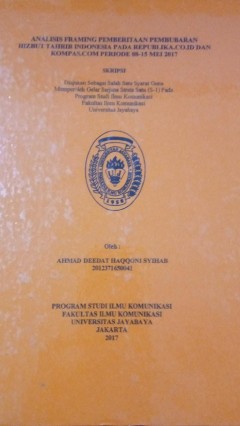 ANALISIS FRAMING PEMBERITAAN PEMBUBARAN
HIZBUT TAHRIR INDONESIA PADA REPUBLIKA.CO.ID DAN
KOMPAS.COM PERIODE 08-15 MEI 2017
SKRIPSI
Diajukan Sebagai Salah Satu Syarat Guna
Memperoleh Gelar Sarjana Strata Satu (S-1) Pada
Program Studi Ilmu Komunikasi
Fakultas Ilmu Komunikasi
Universitas Jayabaya
Oleh :
AHMAD DEEDAT HAQQONI SYIHAB
PROGRAM STUDI ILMU KOMUNIKASI
FAKULTAS ILMU KOMUNIKASI
UNIVERSITAS JAYABAYA
JAKARTA
2017